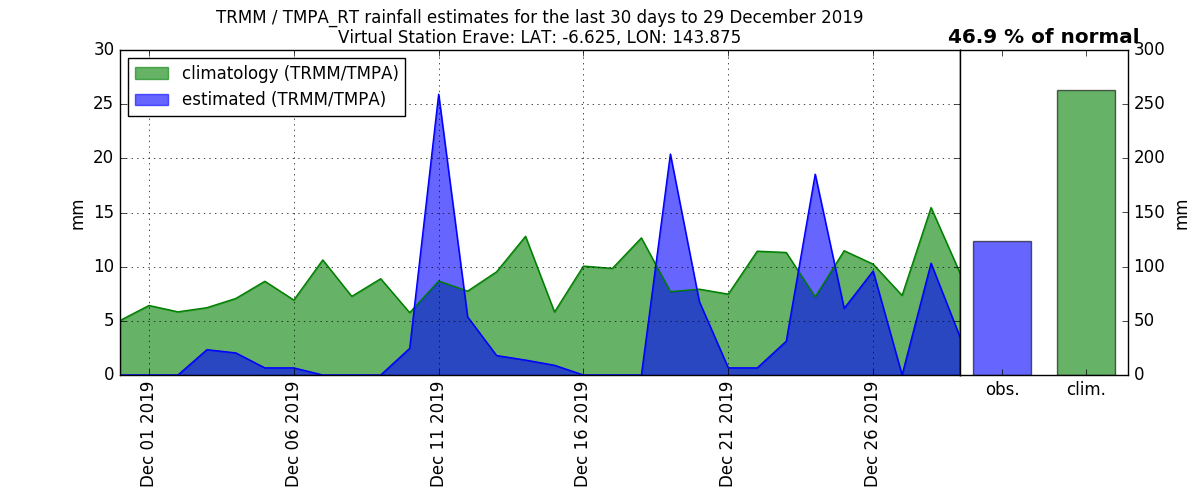 TRMM / TMPA_RT rainfall estimates for the last 30 days to 29 December 2019
Virtual Station Erave: LAT: -6.625, LON: 143.875
46.9 % of normal
climatology (TRMM/TMPA)
estimated (TRMM/TMPA)
30
25
20
15
10
5
0
mm
Dec 01 2019
Dec 06 2019
Dec 11 2019
Dec 16 2019
Dec 21 2019
Dec 26 2019
obs.
clim.
300
250
200
150
100
50
0
mm